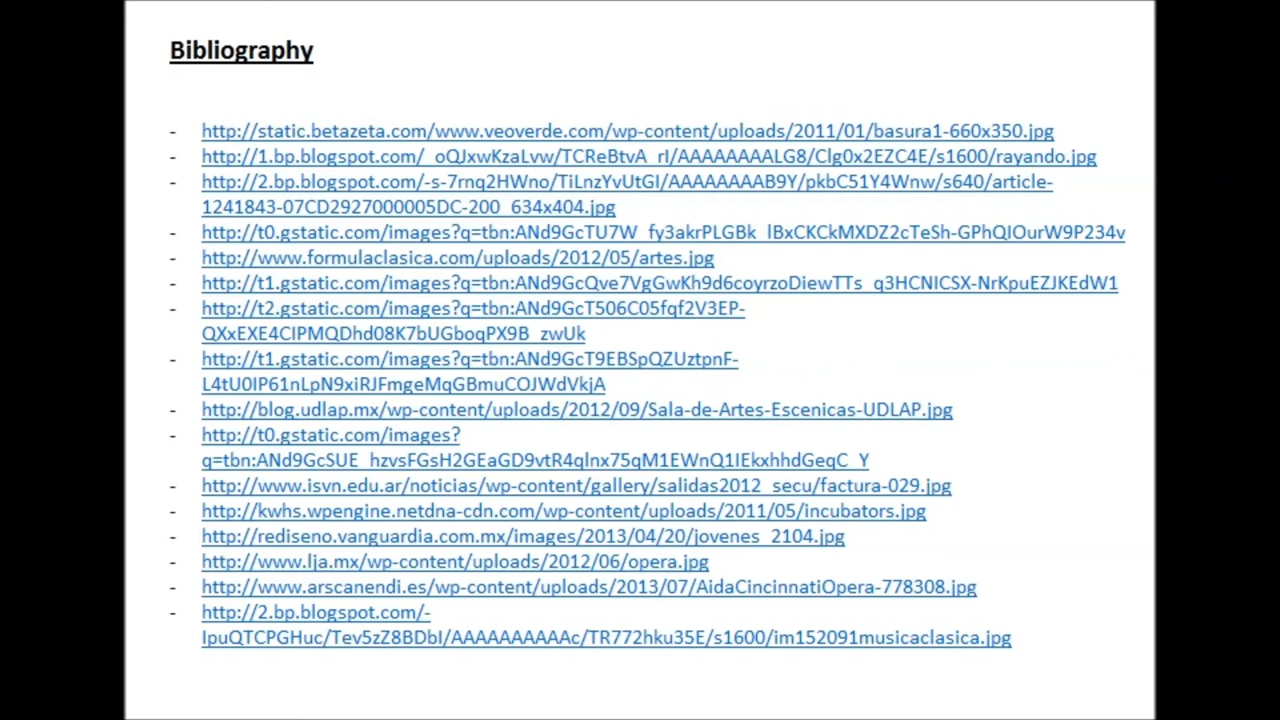 Bibliography
- http://static.betazeta.com/www.veoverde.com/wp-content/uploads/2011/01/basura1-660x350.jpg
- http://1.bp.blogspot.com/_oQJxwKzaLvw/TCReBtvA_rI/AAAAAAAALG8/Clg0x2EZC4E/s1600/rayando.jpg
- http://2.bp.blogspot.com/-s-7rnq2HWno/TiLnzYvUtGI/AAAAAAAAB9Y/pkbC51Y4Wnw/s640/article-
1241843-07CD2927000005DC-200_634x404.jpg
- http://t0.gstatic.com/images?q=tbn:ANd9GcTU7W_fy3akrPLGBk_lBxCKCkMXDZ2cTeSh-GPhQIOurW9P234v
- http://www.formulaclasica.com/uploads/2012/05/artes.jpg
- http://t1.gstatic.com/images?q=tbn:ANd9GcQve7VgGwKh9d6coyrzoDiewTTs_q3HCNICSX-NrKpuEZJKEdW1
- http://t2.gstatic.com/images?q=tbn:ANd9GcT506C05fqf2V3EP-
QXxEXE4CIPMQDhd08K7bUGboqPX9B_zwUk
- http://t1.gstatic.com/images?q=tbn:ANd9GcT9EBSpQZUztpnF-
L4tU0IP61nLpN9xiRJFmgeMqGBmuCOJWdVkjA
- http://blog.udlap.mx/wp-content/uploads/2012/09/Sala-de-Artes-Escenicas-UDLAP.jpg
- http://t0.gstatic.com/images?
q=tbn:ANd9GcSUE_hzvsFGsH2GEaGD9vtR4qlnx75qM1EWnQ1IEkxhhdGeqC_Y
- http://www.isvn.edu.ar/noticias/wp-content/gallery/salidas2012_secu/factura-029.jpg
- http://kwhs.wpengine.netdna-cdn.com/wp-content/uploads/2011/05/incubators.jpg
- http://rediseno.vanguardia.com.mx/images/2013/04/20/jovenes_2104.jpg
- http://www.lja.mx/wp-content/uploads/2012/06/opera.jpg
- http://www.arscanendi.es/wp-content/uploads/2013/07/AidaCincinnatiOpera-778308.jpg
- http://2.bp.blogspot.com/-
IpuQTCPGHuc/Tev5zZ8BDbI/AAAAAAAAAAc/TR772hku35E/s1600/im152091musicaclasica.jpg